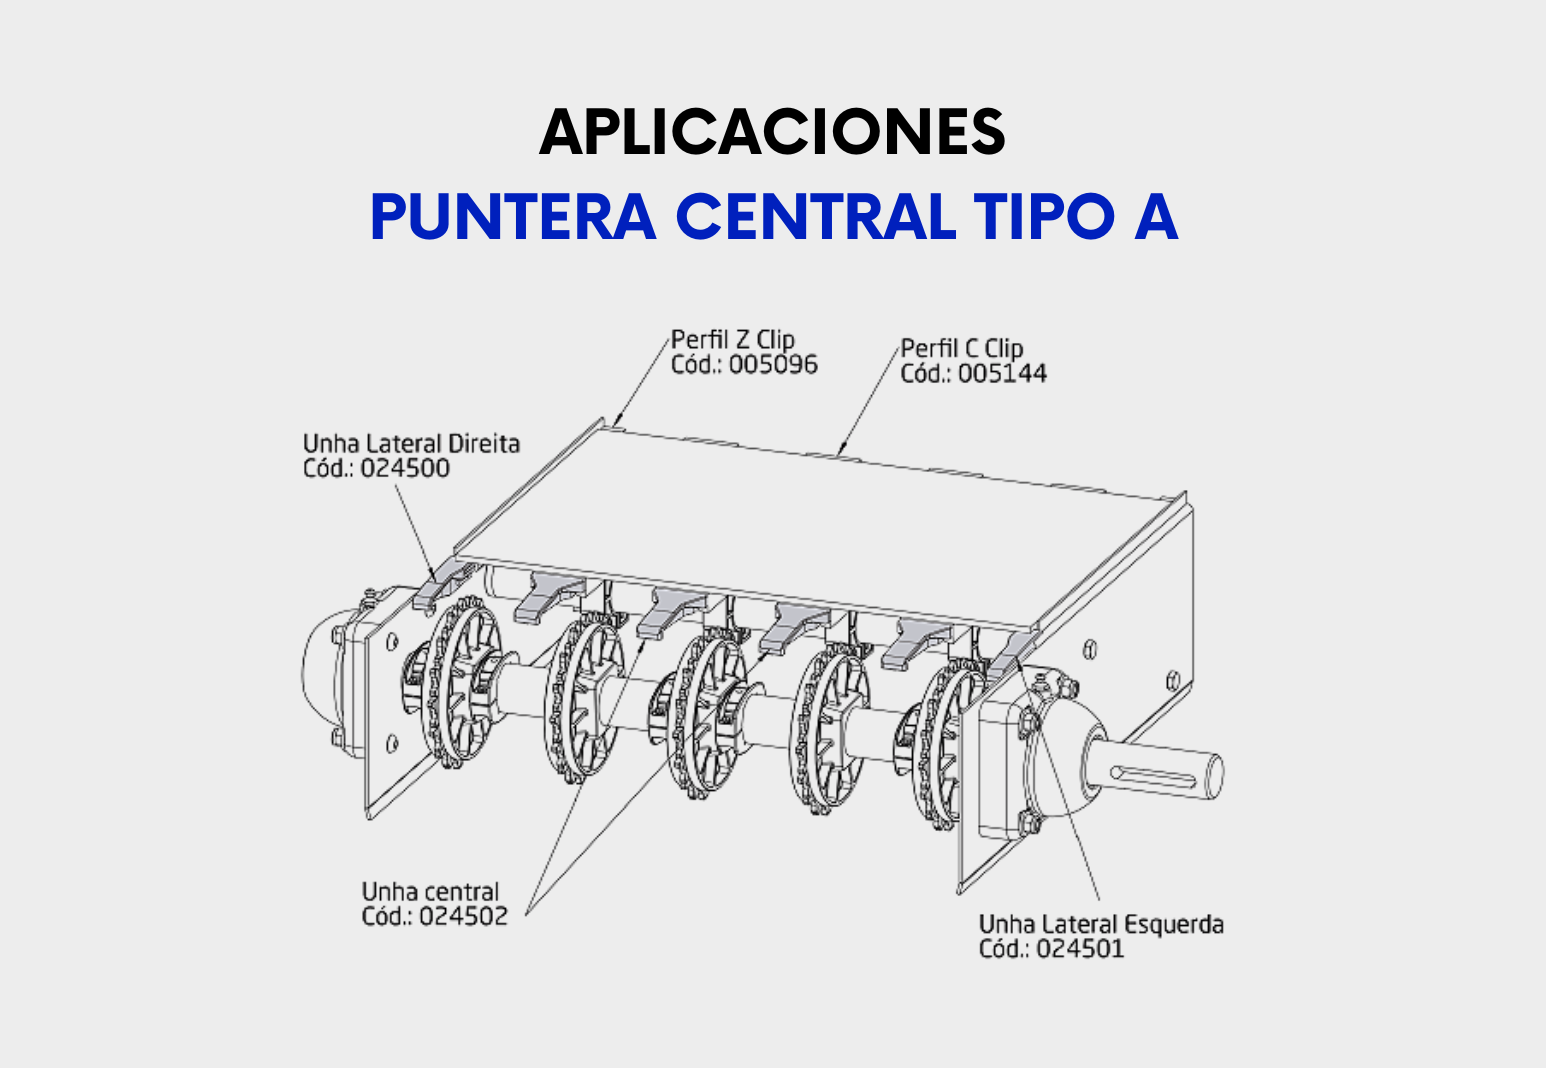 APLICACIONES
PUNTERA CENTRAL TIPO A
Perfil Z Clip
Cód.: 005096
Perfil C Clip
Cód.: 005144
Unha Lateral Direita
Cód.: 024500
Unha central
Cód.: 024502
Unha Lateral Esquerda
Cód.: 024501